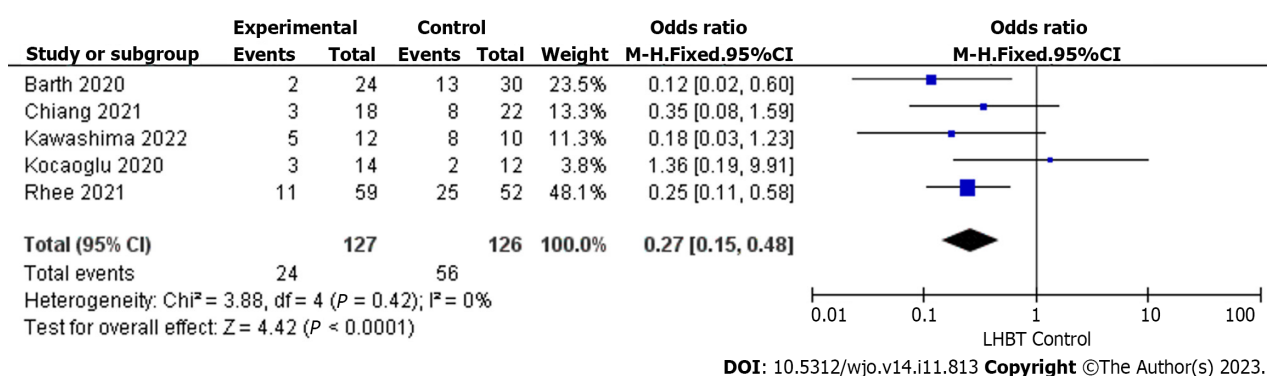 Experimental Control Odds ratio Odds ratio
Study or subgroup Events Total Events Total Weight M-H.Fixed.95%CI M-H.Fixed.95%CI
Barth 2020 2 24 13 30 23.5% 0.12 [0.02, 0.60]
Chiang 2021 3 18 8 22 13.3% 0.35 [0.08, 1.59]
Kawashima 2022 5 12 8 10 11.3% 0.18 [0.03, 1.23]
Kocaoglu 2020 3 14 2 12 3.8% 1.36 [0.19, 9.91]
Rhee 2021 11 59 25 52 48.1% 0.25 [0.11, 0.58]
Total (95% CI) 127 126 100.0% 0.27 [0.15, 0.48]
Total events 24 56
Heterogeneity: Chi² = 3.88, df = 4 (P = 0.42); I² = 0%
Test for overall effect: Z = 4.42 (P < 0.0001)
0.01 0.1 1 10 100
LHBT Control
DOI: 10.5312/wjo.v14.i11.813 Copyright ©The Author(s) 2023.